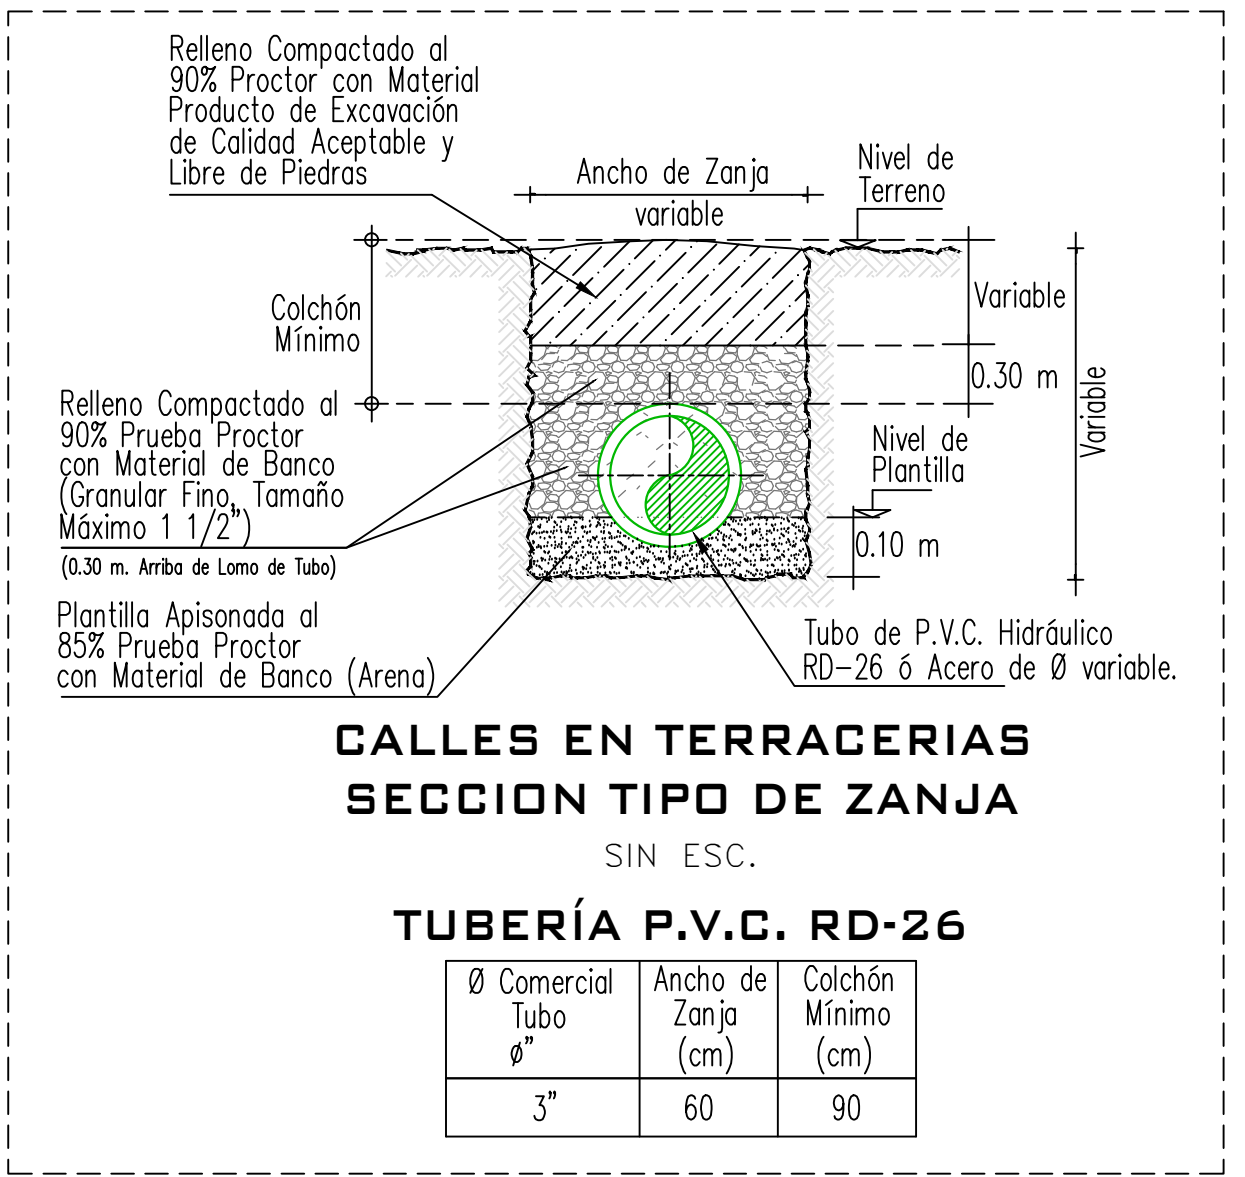 Relleno Compactado al
90% Proctor con Material
Producto de Excavación
de Calidad Aceptable y
Libre de Piedras
Ancho de Zanja
variable
Nivel de
Terreno
Colchón
Mínimo
Variable
0.30 m
Variable
Relleno Compactado al
90% Prueba Proctor
con Material de Banco
(Granular Fino, Tamaño
Máximo 1 1/2")
(0.30 m. Arriba de Lomo de Tubo)
Nivel de
Plantilla
0.10 m
Plantilla Apisonada al
85% Prueba Proctor
con Material de Banco (Arena)
Tubo de P.V.C. Hidráulico
RD-26 ó Acero de Ø variable.
CALLES EN TERRACERIAS
SECCION TIPO DE ZANJA
SIN ESC.
TUBERÍA P.V.C. RD-26
Ø Comercial
Tubo
ø"
Ancho de
Zanja
(cm)
Colchón
Mínimo
(cm)
3"
60
90